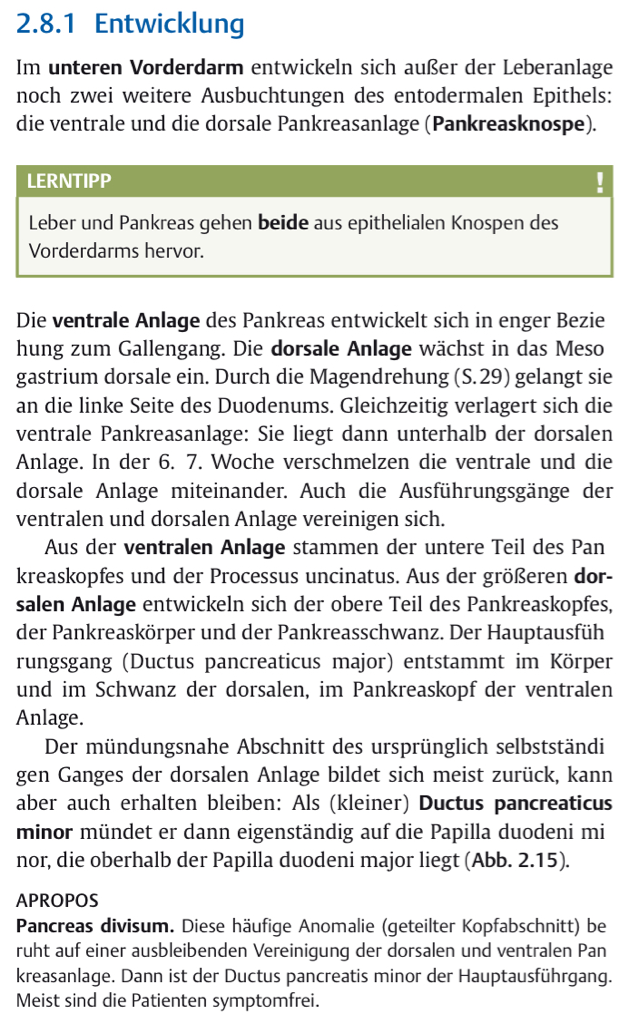 2.8.1 Entwicklung
Im unteren Vorderdarm entwickeln sich außer der Leberanlage
noch zwei weitere Ausbuchtungen des entodermalen Epithels:
die ventrale und die dorsale Pankreasanlage (Pankreasknospe).
LERNTIPP !
Leber und Pankreas gehen beide aus epithelialen Knospen des
Vorderdarms hervor.
Die ventrale Anlage des Pankreas entwickelt sich in enger Bezie
hung zum Gallengang. Die dorsale Anlage wächst in das Meso
gastrium dorsale ein. Durch die Magendrehung (S. 29) gelangt sie
an die linke Seite des Duodenums. Gleichzeitig verlagert sich die
ventrale Pankreasanlage: Sie liegt dann unterhalb der dorsalen
Anlage. In der 6. 7. Woche verschmelzen die ventrale und die
dorsale Anlage miteinander. Auch die Ausführungsgänge der
ventralen und dorsalen Anlage vereinigen sich.
Aus der ventralen Anlage stammen der untere Teil des Pan
kreaskopfes und der Processus uncinatus. Aus der größeren dor-
salen Anlage entwickeln sich der obere Teil des Pankreaskopfes,
der Pankreaskörper und der Pankreasschwanz. Der Hauptausfüh
rungsgang (Ductus pancreaticus major) entstammt im Körper
und im Schwanz der dorsalen, im Pankreaskopf der ventralen
Anlage.
Der mündungsnahe Abschnitt des ursprünglich selbstständi
gen Ganges der dorsalen Anlage bildet sich meist zurück, kann
aber auch erhalten bleiben: Als (kleiner) Ductus pancreaticus
minor mündet er dann eigenständig auf die Papilla duodeni mi
nor, die oberhalb der Papilla duodeni major liegt (Abb. 2.15).
APROPOS
Pancreas divisum. Diese häufige Anomalie (geteilter Kopfabschnitt) be
ruht auf einer ausbleibenden Vereinigung der dorsalen und ventralen Pan
kreasanlage. Dann ist der Ductus pancreatis minor der Hauptausführgang.
Meist sind die Patienten symptomfrei.